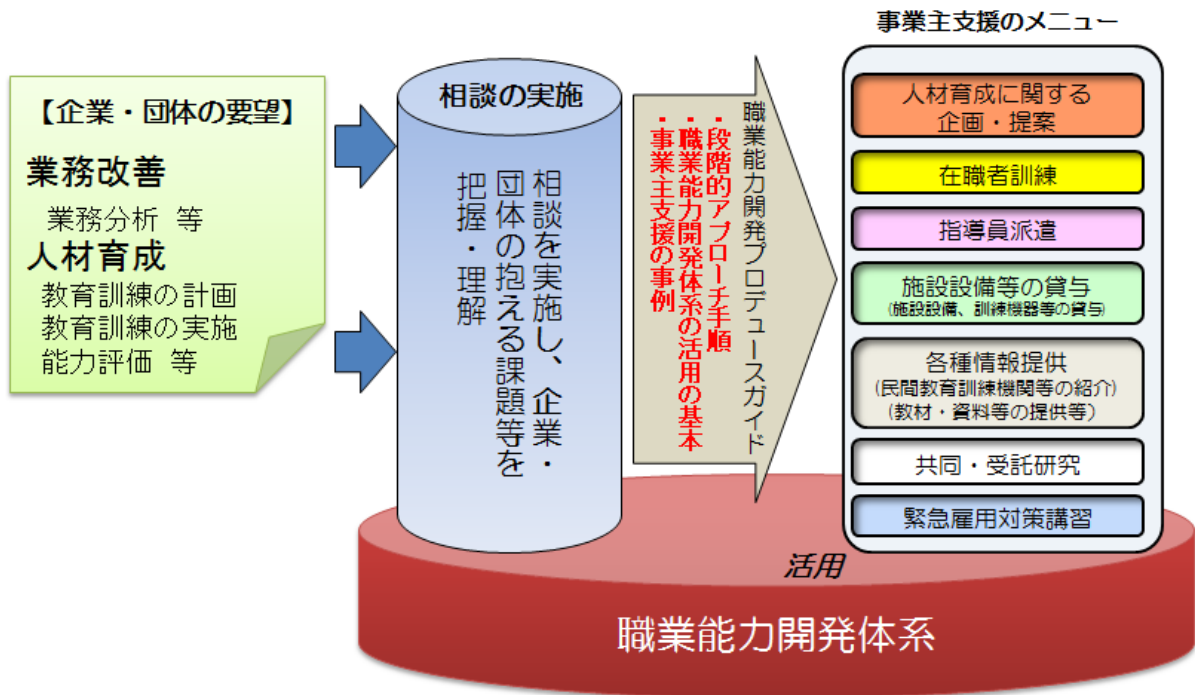 【企業・団体の要望】
業務改善
業務分析 等
人材育成
教育訓練の計画
教育訓練の実施
能力評価 等
相談の実施
相談を実施し、企業・
団体の抱える課題等を
把握・理解
職業能力開発プロデュースガイド
・段階的アプローチ手順
・職業能力開発体系の活用の基本
・事業主支援の事例
事業主支援のメニュー
人材育成に関する
企画・提案
在職者訓練
指導員派遣
施設設備等の貸与
(施設設備、訓練機器等の貸与)
各種情報提供
(民間教育訓練機関等の紹介)
(教材・資料等の提供等)
共同・受託研究
緊急雇用対策講習
活用
職業能力開発体系